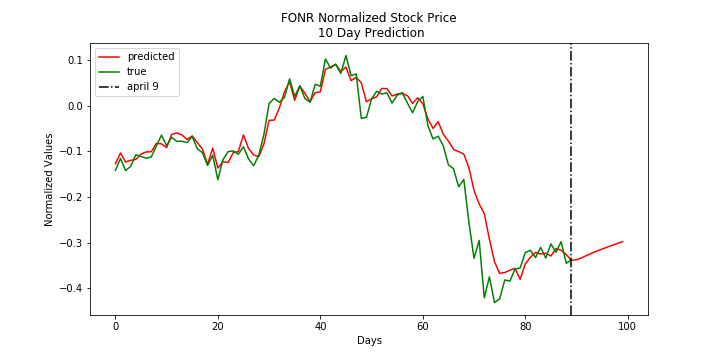 FONR Normalized Stock Price
10 Day Prediction
predicted
true
april 9
Normalized Values
0.1
0.0
−0.1
−0.2
−0.3
−0.4
0 20 40 60 80 100
Days